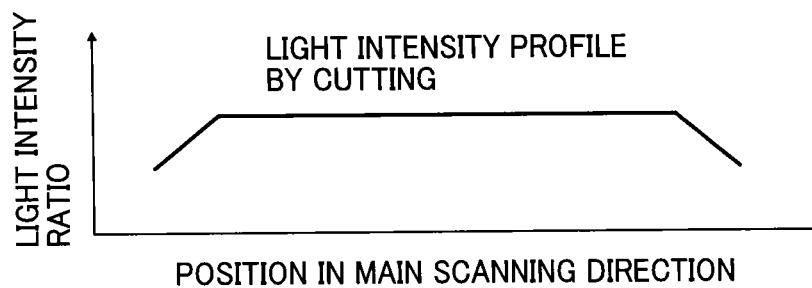 LIGHT INTENSITY
RATIO
LIGHT INTENSITY PROFILE
BY CUTTING
POSITION IN MAIN SCANNING DIRECTION